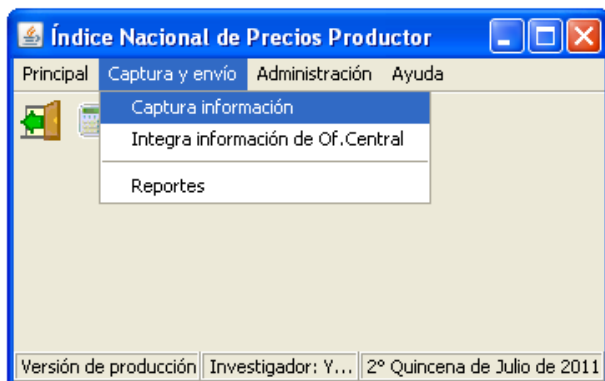 Índice Nacional de Precios Productor
Principal Captura y envío Administración Ayuda
Captura información
Integra información de Of.Central
Reportes
Versión de producción Investigador: Y... 2º Quincena de Julio de 2011